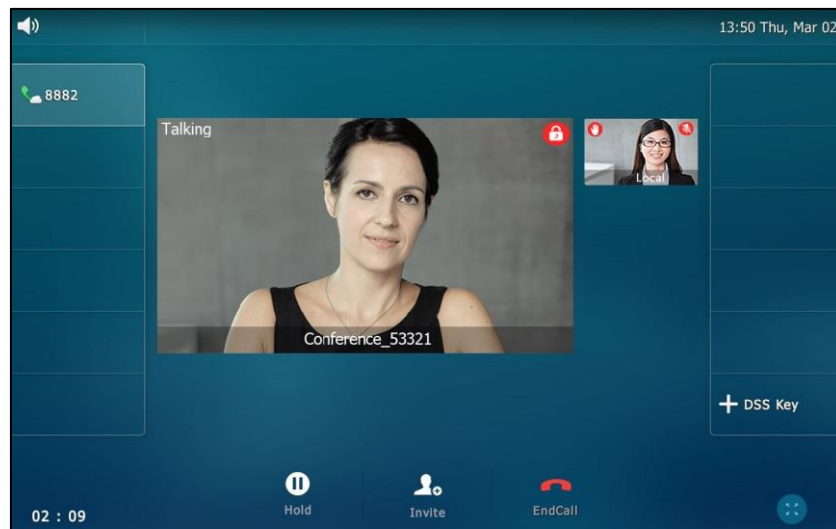 13:50 Thu, Mar 02
8882
Talking
Local
Conference_53321
DSS Key
Hold
Invite
EndCall
02 : 09